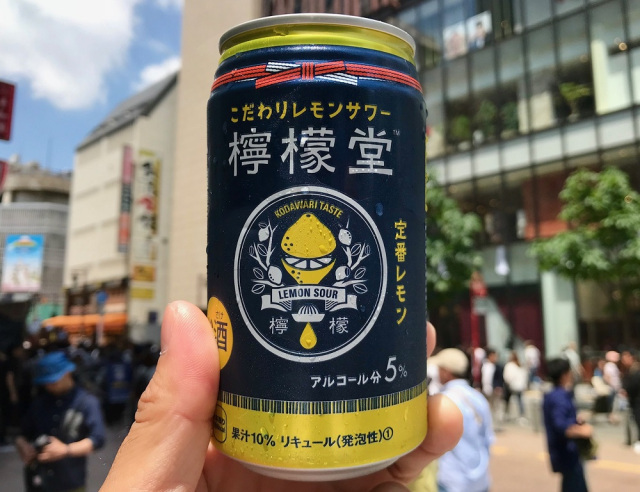 こだわりレモンサワー
檸檬堂™
KODAWARI TASTE
定番レモン
LEMON SOUR
檸 檬
酒
アルコール分 5%
果汁10% リキュール(発泡性)①